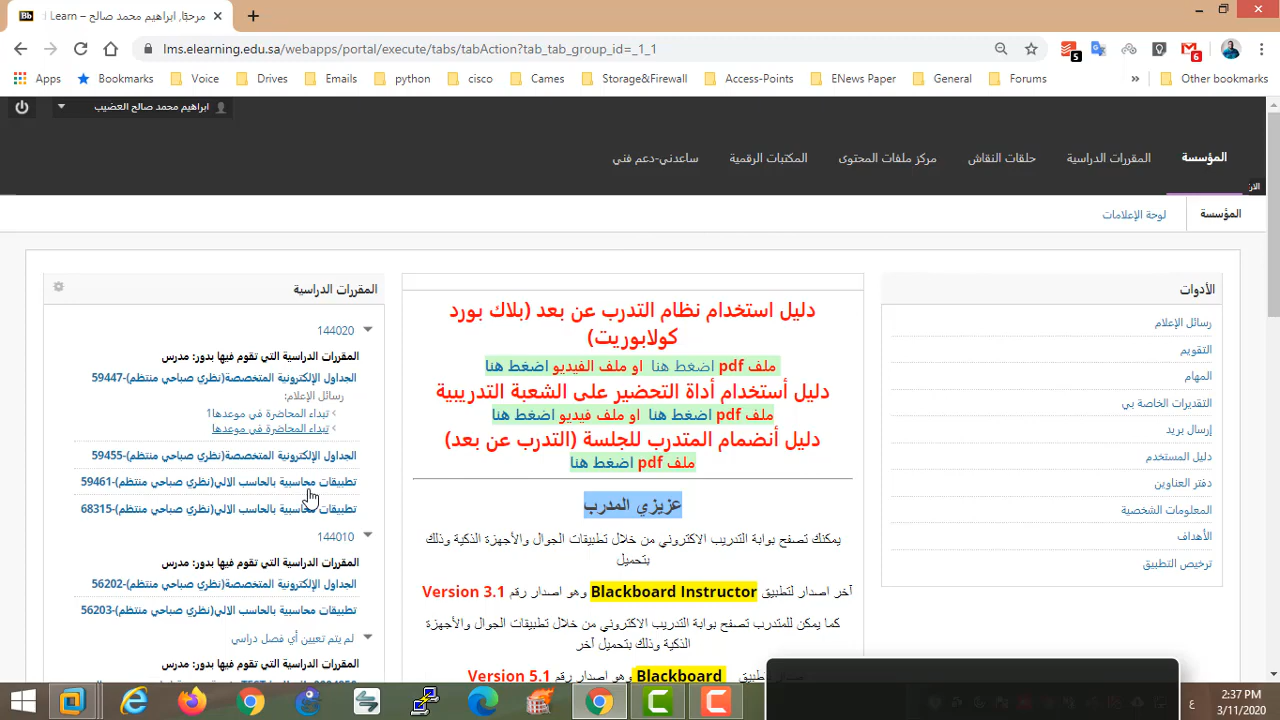 مرحبًا, ابراهيم محمد صالح – Learn
lms.elearning.edu.sa/webapps/portal/execute/tabs/tabAction?tab_tab_group_id=_1_1
5
6
Apps
Bookmarks
Voice
Drives
Emails
python
cisco
Cames
Storage&Firewall
Access-Points
ENews Paper
General
Forums
»
Other bookmarks
ابراهيم محمد صالح العضيب
المؤسسة
المقررات الدراسية
حلقات النقاش
مركز ملفات المحتوى
المكتبات الرقمية
ساعدني-دعم فني
الار
المؤسسة
لوحة الإعلامات
الأدوات
رسائل الإعلام
التقويم
المهام
التقديرات الخاصة بي
إرسال بريد
دليل المستخدم
دفتر العناوين
المعلومات الشخصية
الأهداف
ترخيص التطبيق
دليل استخدام نظام التدرب عن بعد (بلاك بورد
كولابوريت)
ملف pdf اضغط هنا او ملف الفيديو اضغط هنا
دليل أستخدام أداة التحضير على الشعبة التدريبية
ملف pdf اضغط هنا او ملف فيديو اضغط هنا
دليل أنضمام المتدرب للجلسة (التدرب عن بعد)
ملف pdf اضغط هنا
عزيزي المدرب
يمكنك تصفح بوابة التدريب الاكتروني من خلال تطبيقات الجوال والأجهزة الذكية وذلك
بتحميل
آخر اصدار لتطبيق Blackboard Instructor وهو اصدار رقم Version 3.1
كما يمكن للمتدرب تصفح بوابة التدريب الاكتروني من خلال تطبيقات الجوال والأجهزة
الذكية وذلك بتحميل آخر
Blackboard وهو اصدار رقم Version 5.1
المقررات الدراسية
144020
المقررات الدراسية التي تقوم فيها بدور: مدرس
الجداول الإلكترونية المتخصصة(نظري صباحي منتظم)-59447
رسائل الإعلام:
تبداء المحاضرة في موعدها1
تبداء المحاضرة في موعدها
الجداول الإلكترونية المتخصصة(نظري صباحي منتظم)-59455
تطبيقات محاسبية بالحاسب الالي(نظري صباحي منتظم)-59461
تطبيقات محاسبية بالحاسب الالي(نظري صباحي منتظم)-68315
144010
المقررات الدراسية التي تقوم فيها بدور: مدرس
الجداول الإلكترونية المتخصصة(نظري صباحي منتظم)-56202
تطبيقات محاسبية بالحاسب الالي(نظري صباحي منتظم)-56203
لم يتم تعيين أي فصل دراسي
المقررات الدراسية التي تقوم فيها بدور: مدرس
ع
2:37 PM
3/11/2020